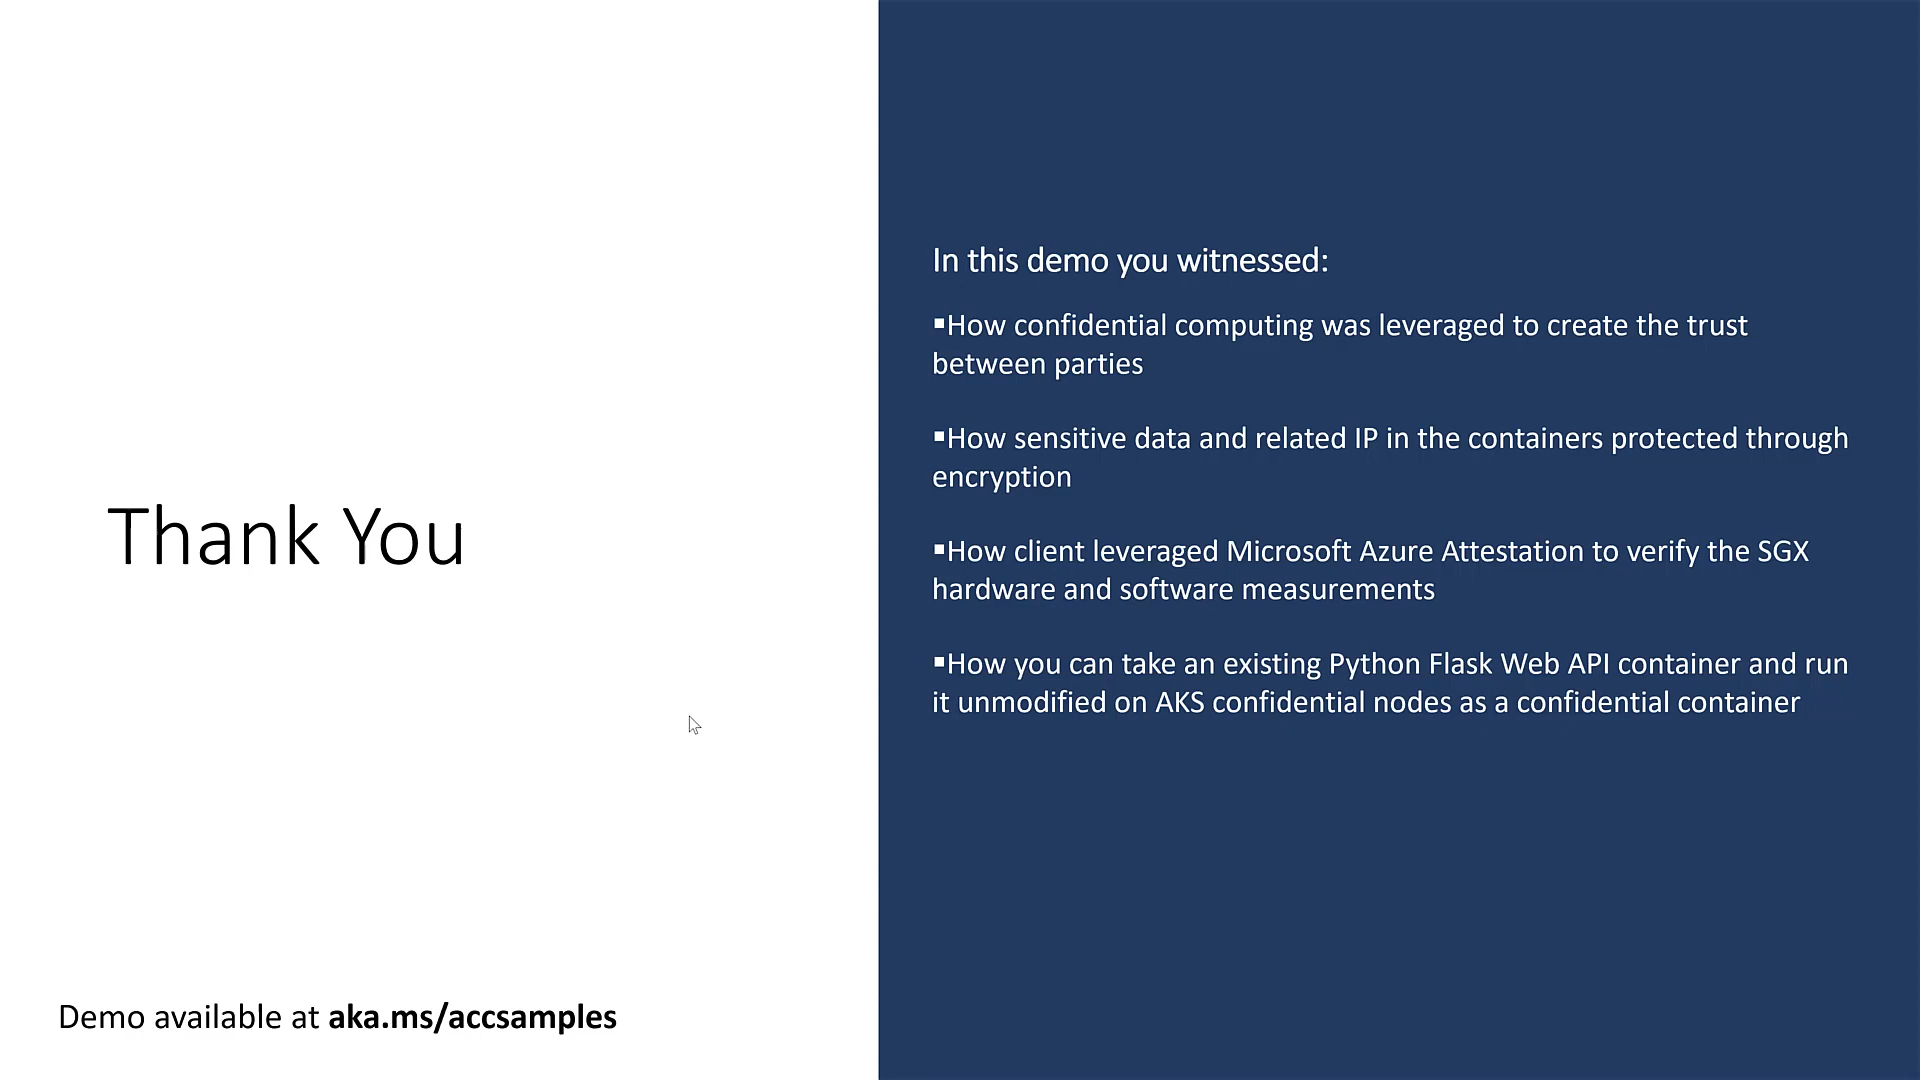 Thank You
Demo available at aka.ms/accsamples
In this demo you witnessed:
▪How confidential computing was leveraged to create the trust
between parties
▪How sensitive data and related IP in the containers protected through
encryption
▪How client leveraged Microsoft Azure Attestation to verify the SGX
hardware and software measurements
▪How you can take an existing Python Flask Web API container and run
it unmodified on AKS confidential nodes as a confidential container